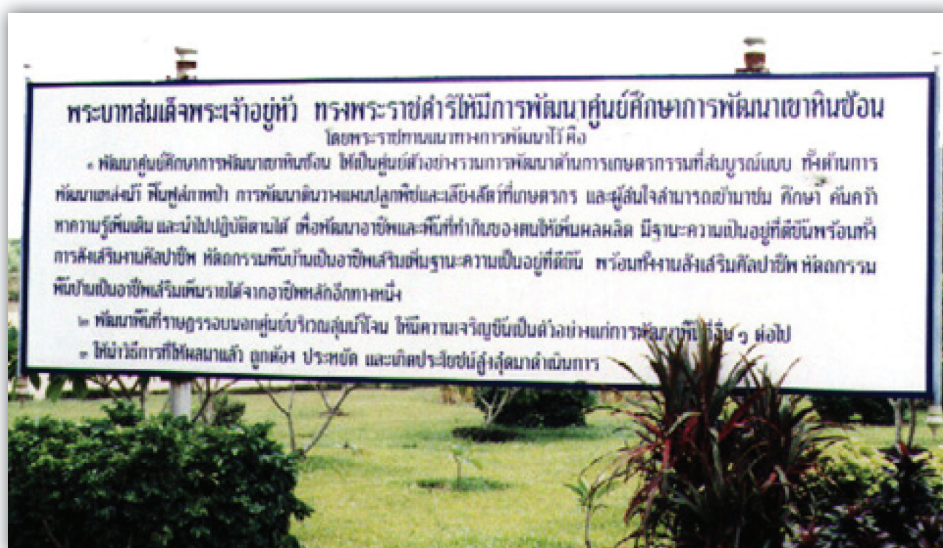 พระบาทสมเด็จพระเจ้าอยู่หัว ทรงพระราชดำริให้มีการพัฒนาศูนย์ศึกษาการพัฒนาเขาหินซ้อน
โดยพระราชทานแนวทางการพัฒนาไว้ คือ
๑ พัฒนาศูนย์ศึกษาการพัฒนาเขาหินซ้อน ให้เป็นศูนย์ตัวอย่างรวมการพัฒนาด้านการเกษตรกรรมที่สมบูรณ์แบบ ทั้งด้านการ
พัฒนาแหล่งน้ำ ฟื้นฟูสภาพป่า การพัฒนาดินวางแผนปลูกพืชและเลี้ยงสัตว์ที่เกษตรกร และผู้สนใจสามารถเข้ามาชม ศึกษา ค้นคว้า
หาความรู้เพิ่มเติม และนำไปปฏิบัติตามได้ เพื่อพัฒนาอาชีพและพื้นที่ทำกินของตนให้เพิ่มผลผลิต มีฐานะความเป็นอยู่ที่ดีขึ้นพร้อมทั้ง
การส่งเสริมงานศิลปาชีพ หัตถกรรมพื้นบ้านเป็นอาชีพเสริมเพิ่มฐานะความเป็นอยู่ที่ดีขึ้น พร้อมทั้งงานส่งเสริมศิลปาชีพ หัตถกรรม
พื้นบ้านเป็นอาชีพเสริมเพิ่มรายได้จากอาชีพหลักอีกทางหนึ่ง
๒ พัฒนาพื้นที่ราษฎรรอบนอกศูนย์บริเวณลุ่มน้ำโจน ให้มีความเจริญขึ้นเป็นตัวอย่างแก่การพัฒนาพื้นที่อื่น ๆ ต่อไป
๓ ให้นำวิธีการที่ให้ผลมาแล้ว ถูกต้อง ประหยัด และเกิดประโยชน์สูงสุดมาดำเนินการ